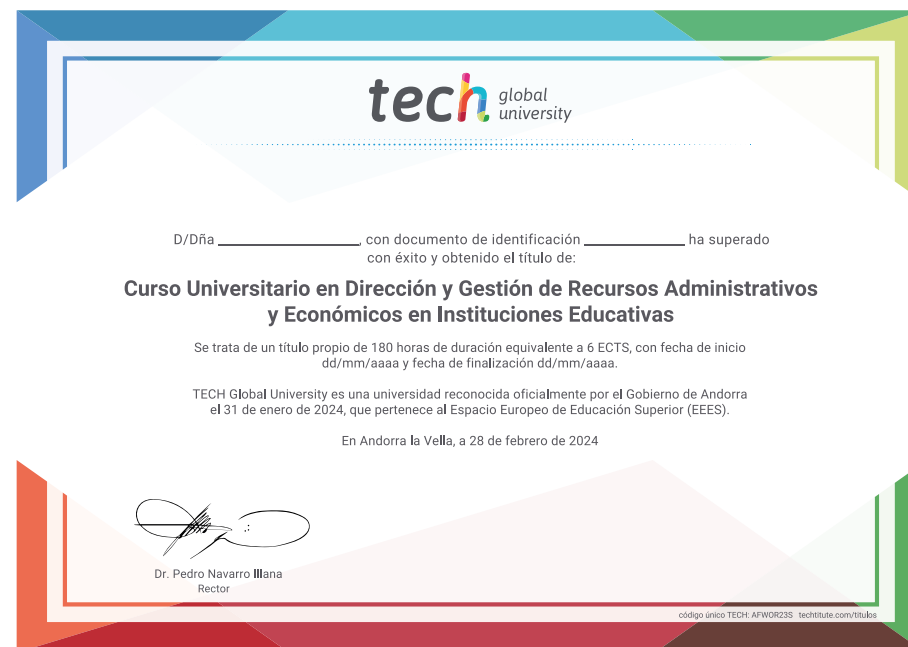 tech global
university
D/Dña ______________, con documento de identificación __________ ha superado
con éxito y obtenido el título de:
Curso Universitario en Dirección y Gestión de Recursos Administrativos
y Económicos en Instituciones Educativas
Se trata de un título propio de 180 horas de duración equivalente a 6 ECTS, con fecha de inicio
dd/mm/aaaa y fecha de finalización dd/mm/aaaa.
TECH Global University es una universidad reconocida oficialmente por el Gobierno de Andorra
el 31 de enero de 2024, que pertenece al Espacio Europeo de Educación Superior (EEES).
En Andorra la Vella, a 28 de febrero de 2024
Dr. Pedro Navarro Illana
Rector
código único TECH: AFWOR23S techtitute.com/titulos